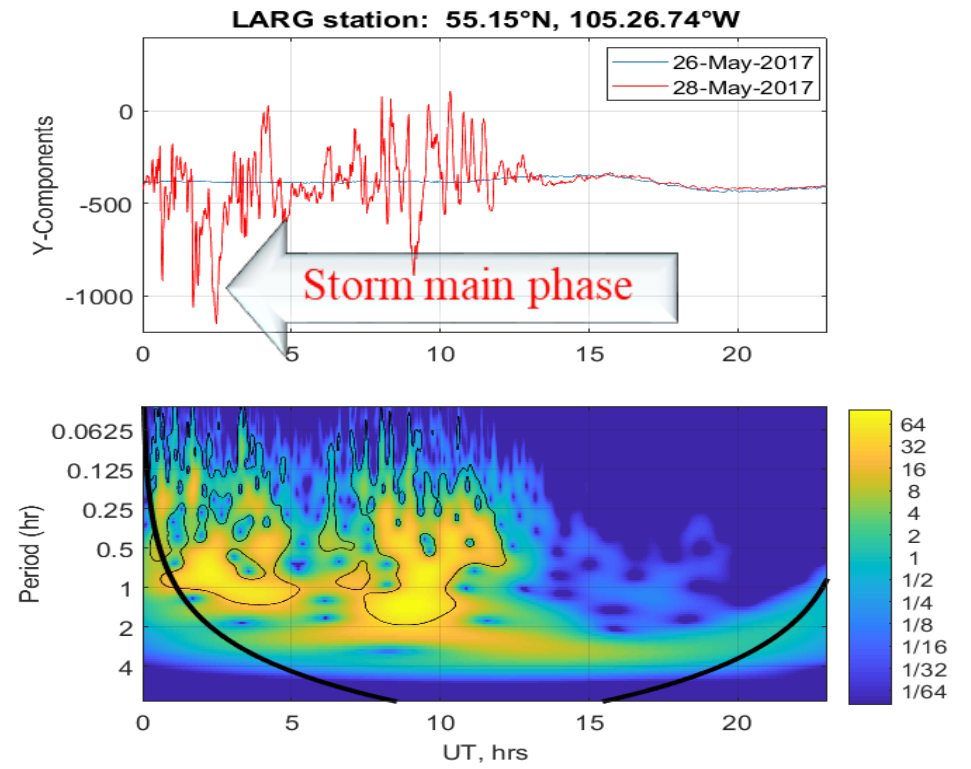 LARG station: 55.15°N, 105.26.74°W
26-May-2017
28-May-2017
Y-Components
0
-500
-1000
Storm main phase
0 5 10 15 20
Period (hr)
0.0625
0.125
0.25
0.5
1
2
4
0 5 10 15 20
UT, hrs
64
32
16
8
4
2
1
1/2
1/4
1/8
1/16
1/32
1/64